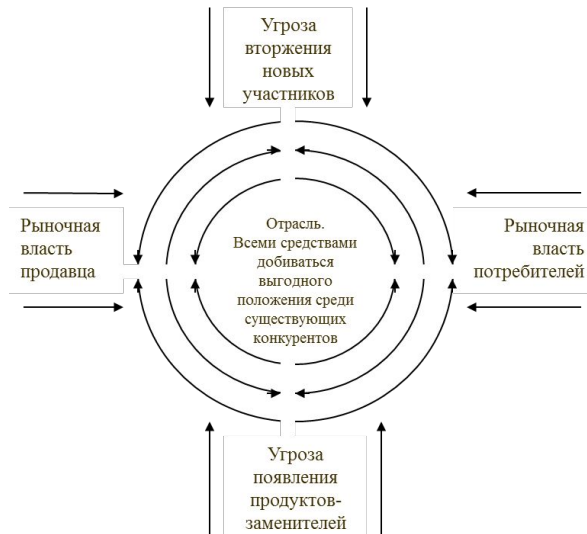 Угроза
вторжения
новых
участников
Рыночная
власть
продавца
Отрасль.
Всеми средствами
добиваться
выгодного
положения среди
существующих
конкурентов
Рыночная
власть
потребителей
Угроза
появления
продуктов-
заменителей